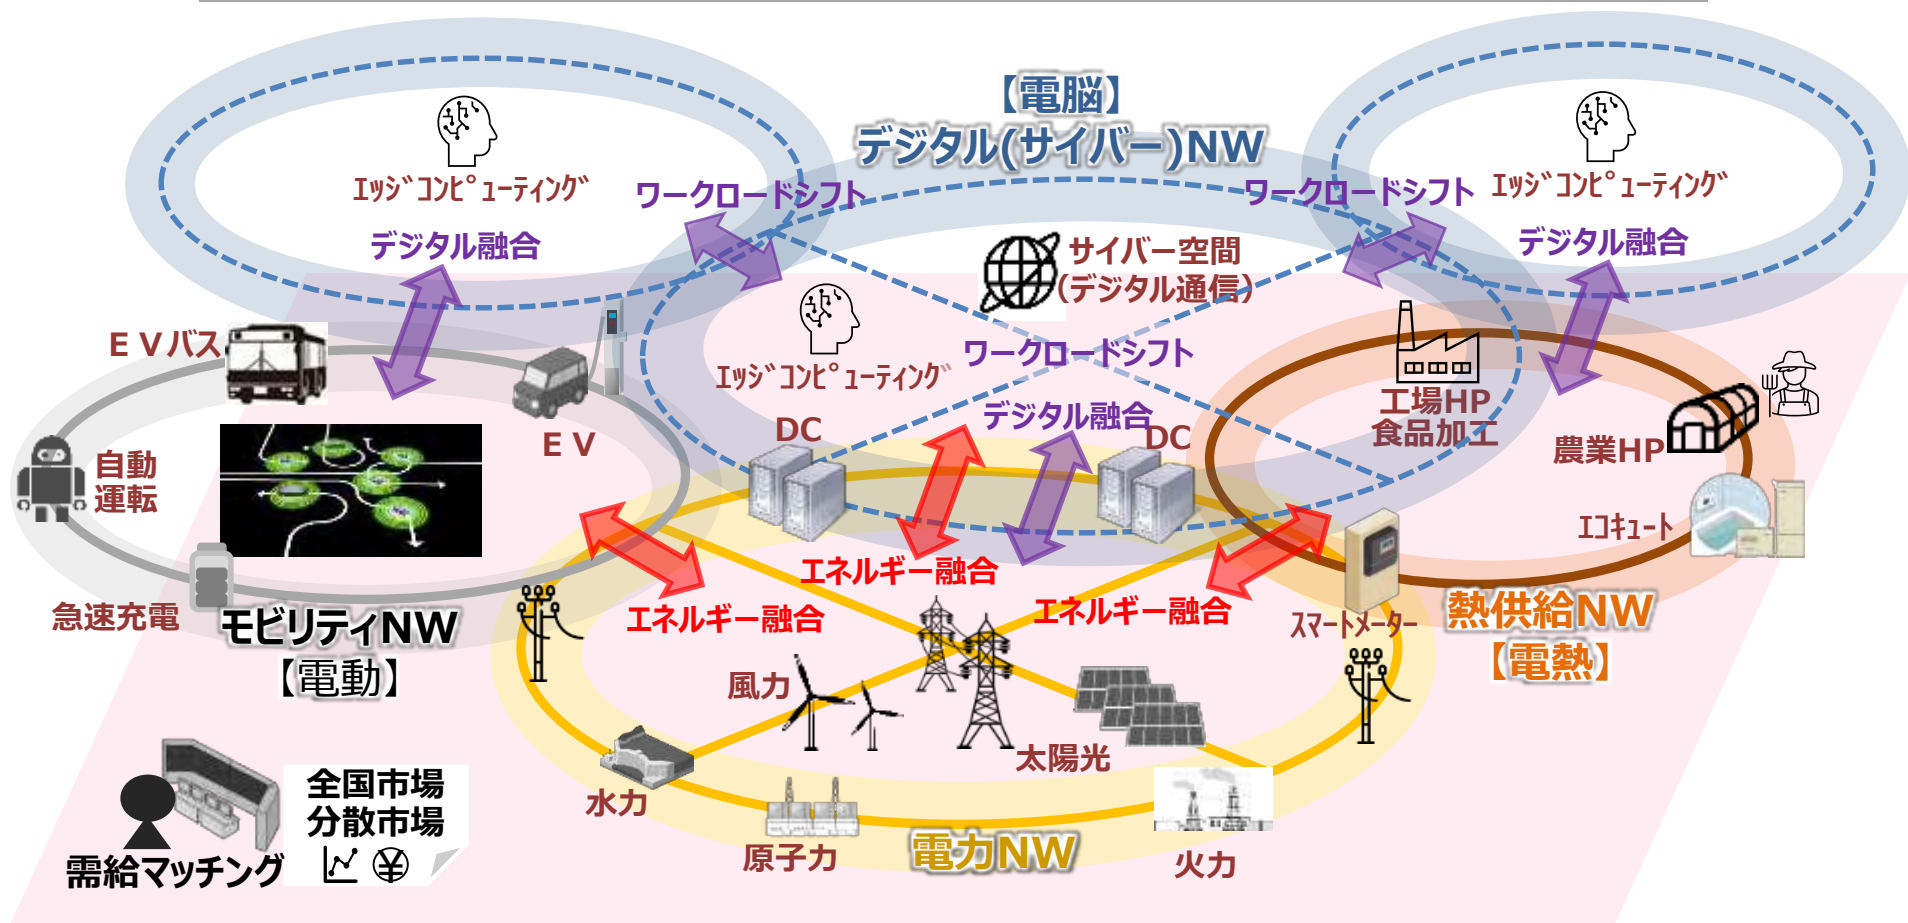 【電脳】
デジタル(サイバー)NW
ｴｯｼﾞｺﾝﾋﾟｭｰﾃｨﾝｸﾞ
ワークロードシフト
デジタル融合
ワークロードシフト
ｴｯｼﾞｺﾝﾋﾟｭｰﾃｨﾝｸﾞ
デジタル融合
サイバー空間
(デジタル通信)
ＥＶバス
ワークロードシフト
ｴｯｼﾞｺﾝﾋﾟｭｰﾃｨﾝｸﾞ
デジタル融合
ＥＶ
DC
DC
工場HP
食品加工
農業HP
自動
運転
ｴｺｷｭｰﾄ
エネルギー融合
エネルギー融合
エネルギー融合
急速充電
モビリティNW
【電動】
ｽﾏｰﾄﾒｰﾀｰ
熱供給NW
【電熱】
風力
太陽光
水力
原子力
電力NW
火力
全国市場
分散市場
需給マッチング